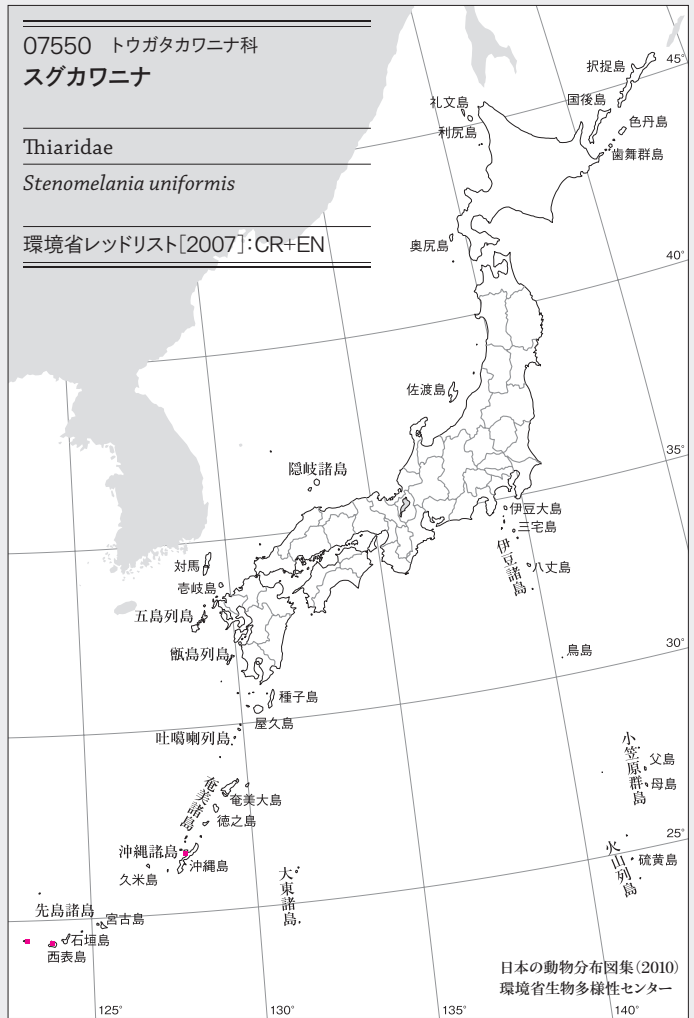 07550 トウガタカワニナ科
スグカワニナ
Thiaridae
Stenomelania uniformis
環境省レッドリスト[2007]:CR+EN
択捉島
45°
礼文島
国後島
色丹島
利尻島
歯舞群島
奥尻島
40°
佐渡島
35°
隠岐諸島
伊豆大島
三宅島
伊豆諸島
八丈島
対馬
壱岐島
五島列島
甑島列島
鳥島
30°
種子島
屋久島
吐噶喇列島
小笠原群島
父島
母島
奄美諸島
奄美大島
徳之島
25°
沖縄諸島
沖縄島
久米島
火山列島
硫黄島
大東諸島
先島諸島
宮古島
石垣島
西表島
日本の動物分布図集(2010)
環境省生物多様性センター
125°
130°
135°
140°